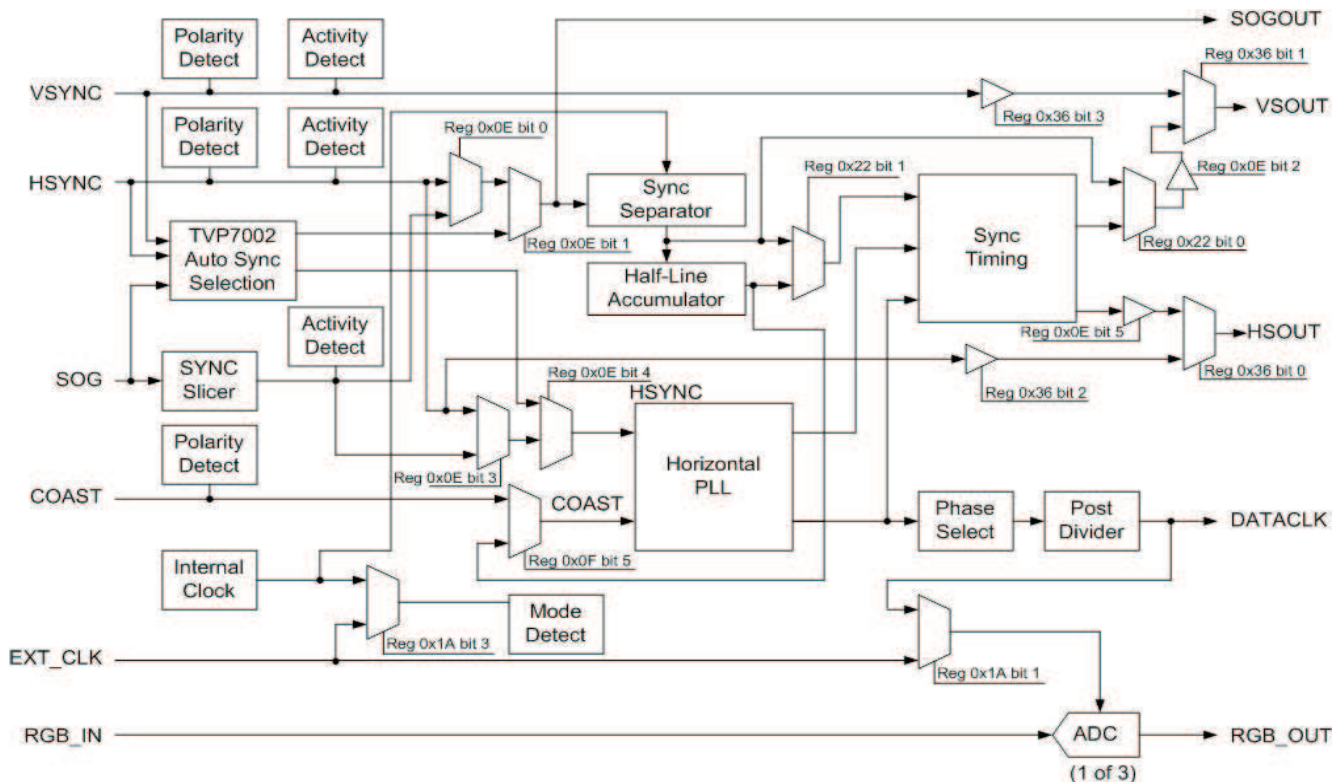 SOGOUT
Polarity
Detect
Activity
Detect
Reg 0x36 bit 1
VSYNC
Reg 0x36 bit 3
VSOUT
Polarity
Detect
Activity
Detect
Reg 0x0E bit 0
Reg 0x22 bit 1
Reg 0x0E bit 2
HSYNC
Sync
Separator
TVP7002
Auto Sync
Selection
Reg 0x0E bit 1
Sync
Timing
Reg 0x22 bit 0
Half-Line
Accumulator
Activity
Detect
Reg 0x0E bit 5
HSOUT
SOG
SYNC
Slicer
Reg 0x0E bit 4
HSYNC
Reg 0x36 bit 2
Reg 0x36 bit 0
Polarity
Detect
Reg 0x0E bit 3
Horizontal
PLL
COAST
COAST
Phase
Select
Post
Divider
DATACLK
Reg 0x0F bit 5
Internal
Clock
Mode
Detect
Reg 0x1A bit 3
EXT_CLK
Reg 0x1A bit 1
RGB_IN
ADC
RGB_OUT
(1 of 3)